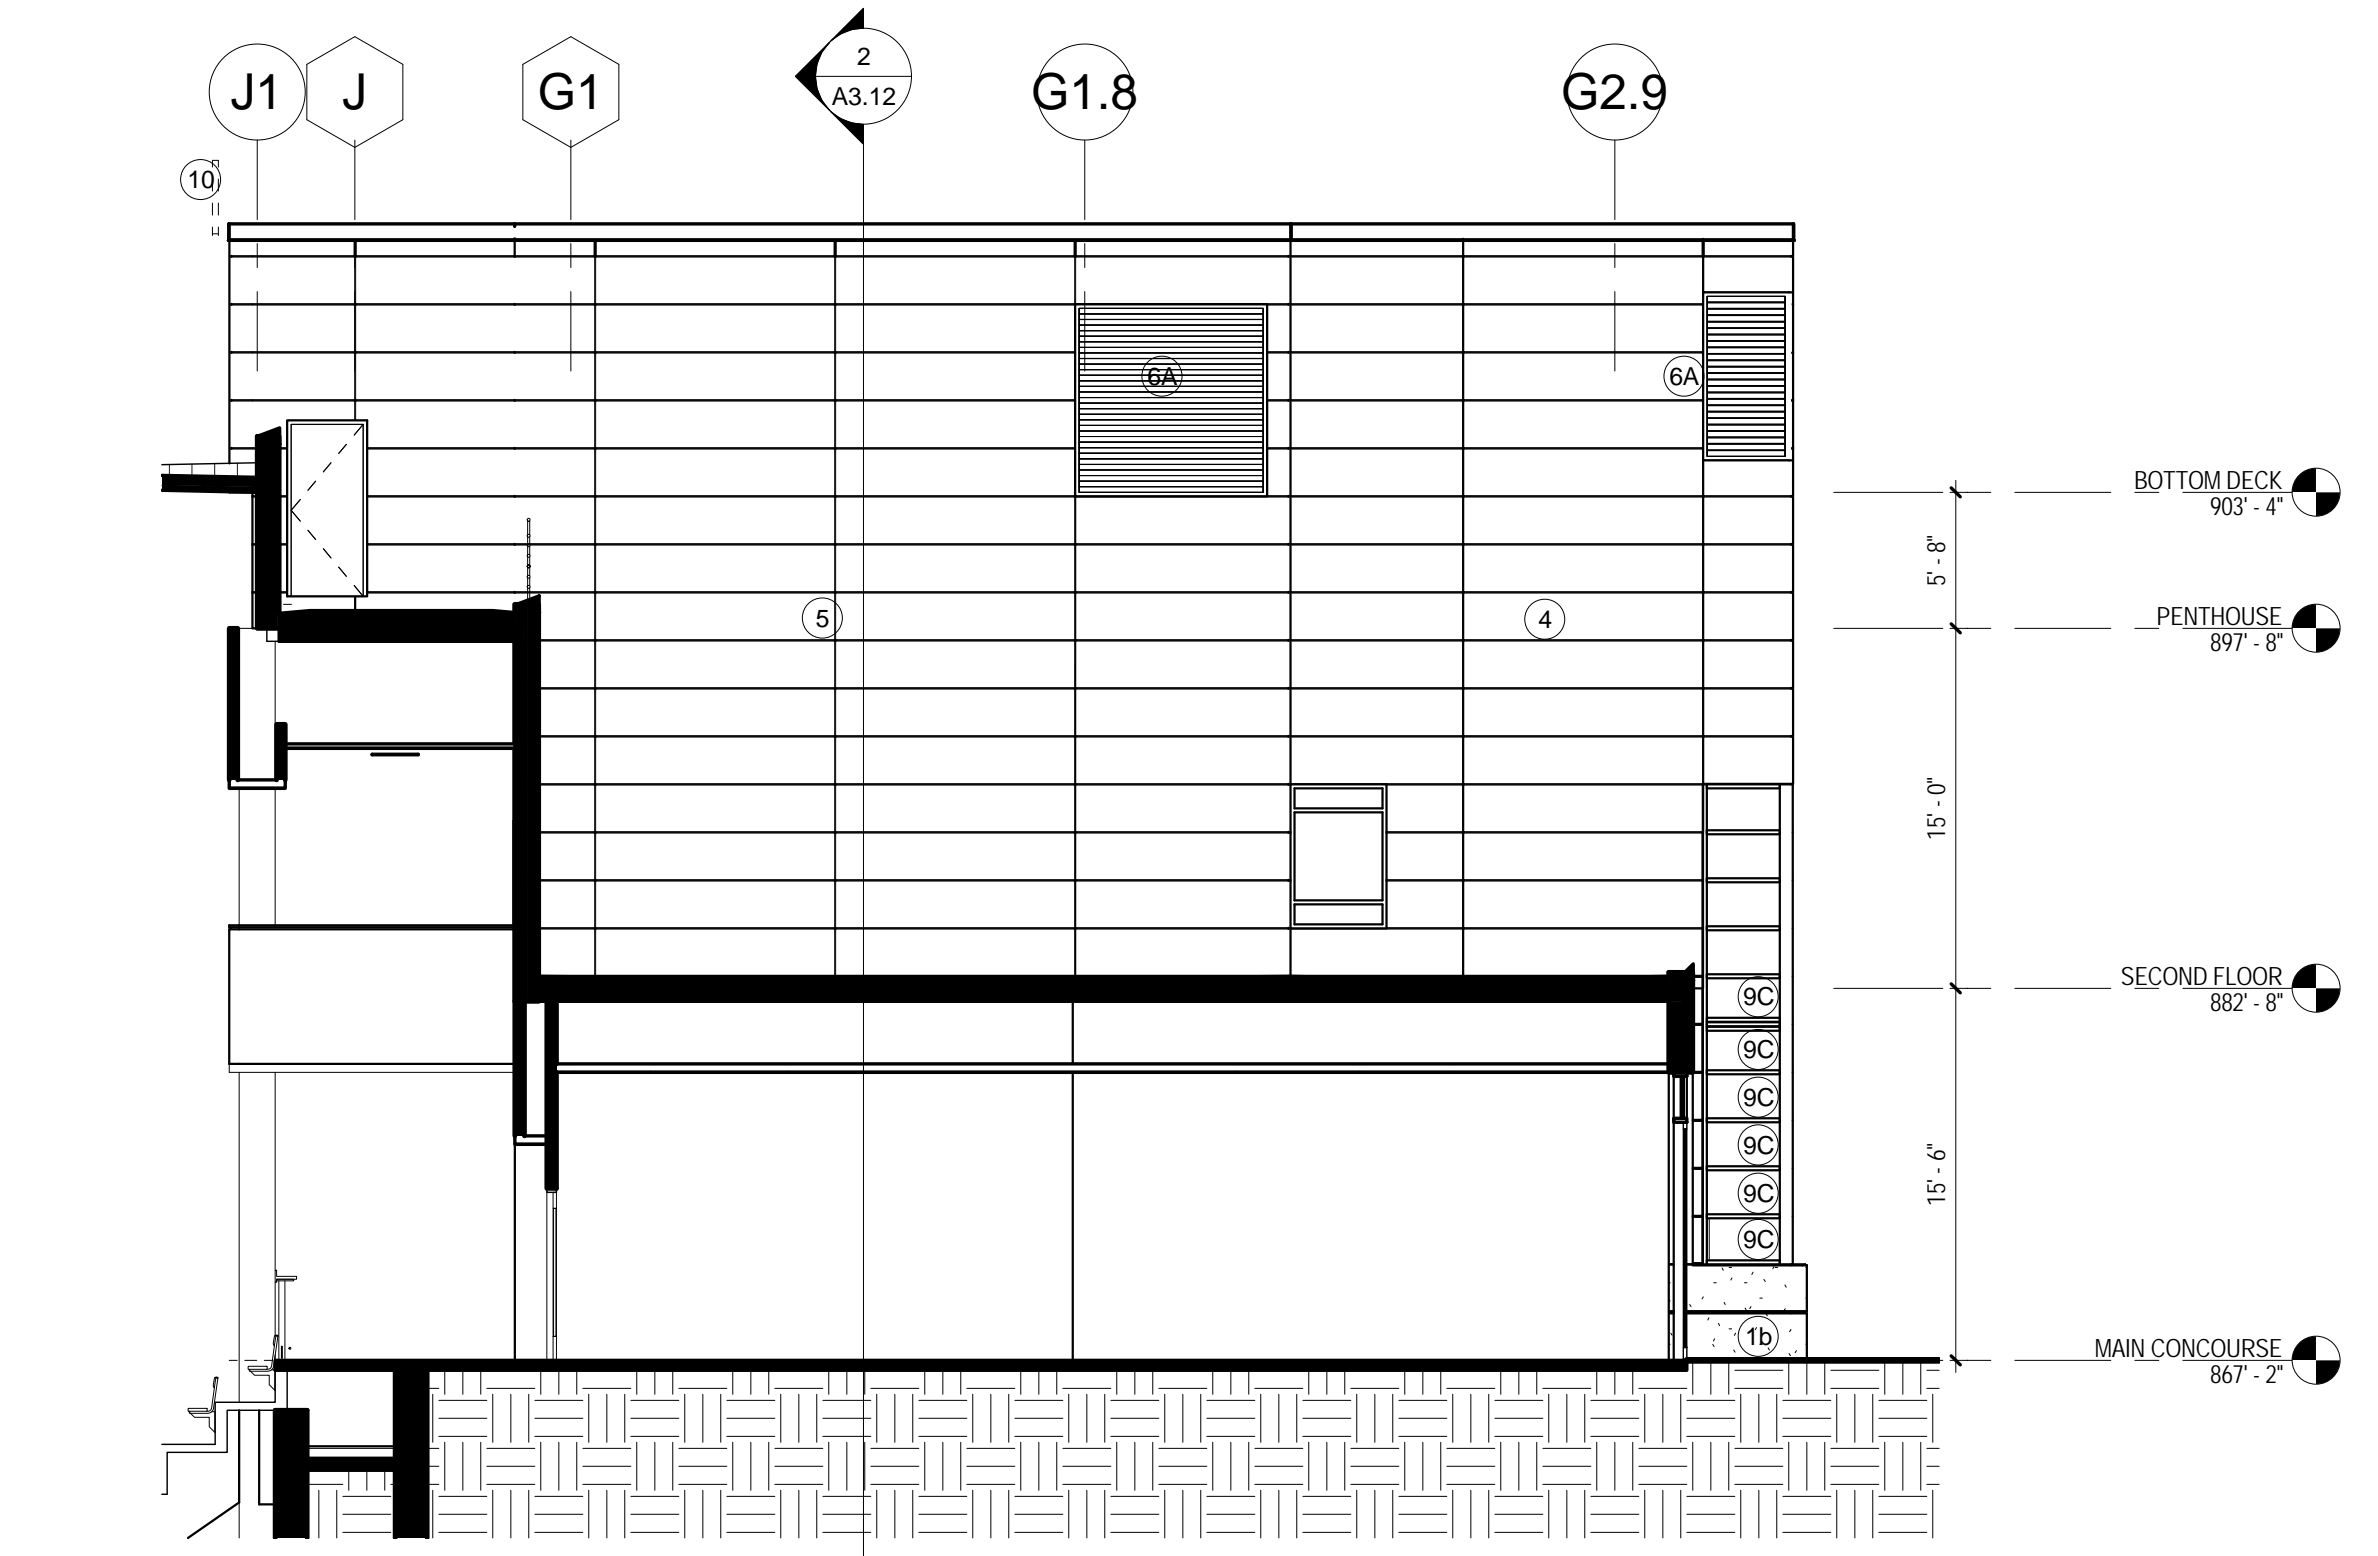 J1
J
G1
2
A3.12
G1.8
G2.9
10
6A
6A
BOTTOM DECK
903' - 4"
5' - 8"
5
4
PENTHOUSE
897' - 8"
15' - 0"
SECOND FLOOR
882' - 8"
9C
9C
9C
9C
9C
9C
15' - 6"
1b
MAIN CONCOURSE
867' - 2"